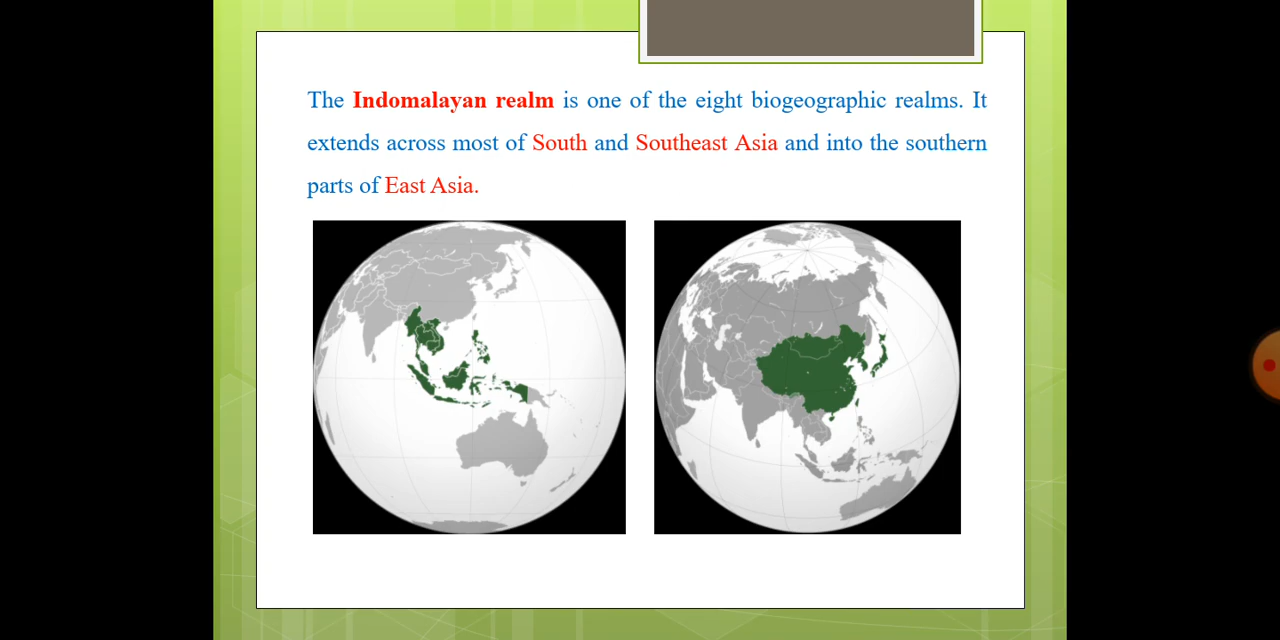 The Indomalayan realm is one of the eight biogeographic realms. It
extends across most of South and Southeast Asia and into the southern
parts of East Asia.